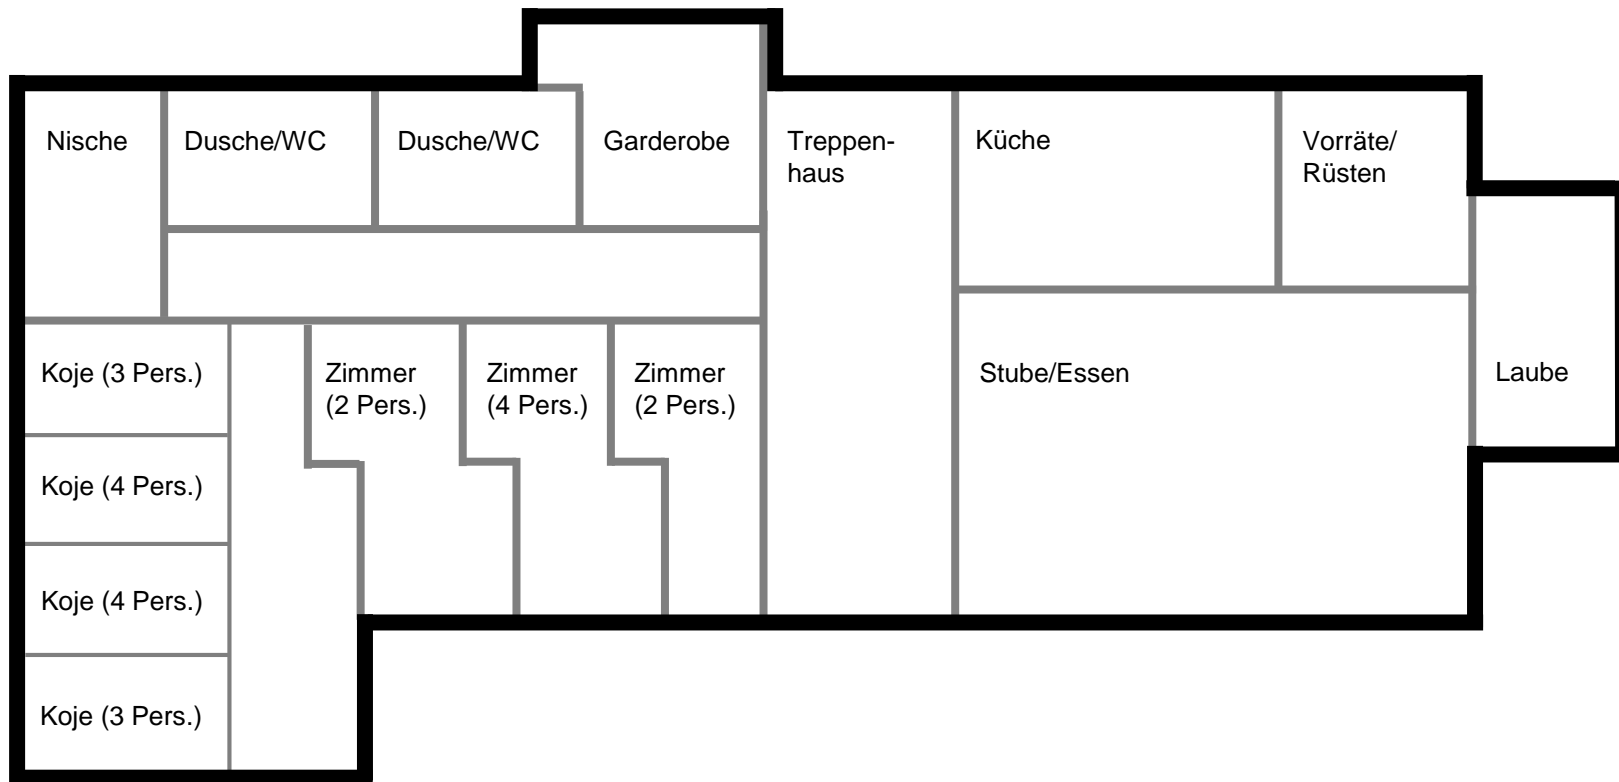 Nische
Dusche/WC
Dusche/WC
Garderobe
Treppen-
haus
Küche
Vorräte/
Rüsten
Koje (3 Pers.)
Zimmer
(2 Pers.)
Zimmer
(4 Pers.)
Zimmer
(2 Pers.)
Stube/Essen
Laube
Koje (4 Pers.)
Koje (4 Pers.)
Koje (3 Pers.)